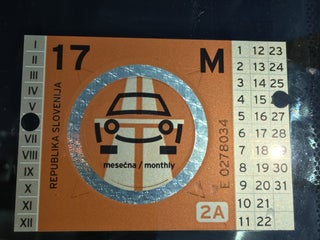 17 M
I
II
III
IV
V
VII
VIII
IX
X
XI
XII
REPUBLIKA SLOVENIJA
mesečna / monthly
E 0278034
2A
1 12 23
2 13 24
3 14 25
4 15
5 16 27
6 17 28
7 18 29
8 19 30
9 20 31
10 21
11 22